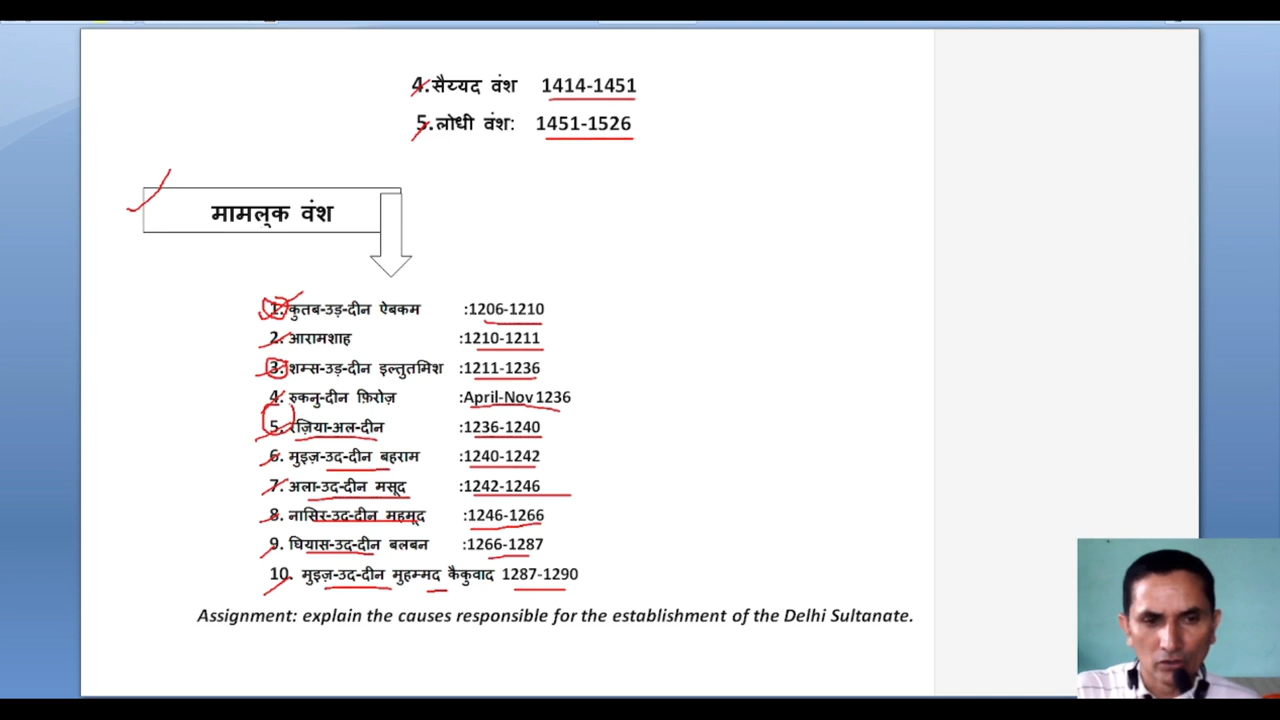 4.सैय्यद वंश 1414-1451
5.लोधी वंश: 1451-1526
मामलूक वंश
1. कुतब-उड़-दीन ऐबकम :1206-1210
2. आरामशाह :1210-1211
3. शम्स-उड़-दीन इल्तुतमिश :1211-1236
4. रुकनु-दीन फ़िरोज़ :April-Nov 1236
5. रज़िया-अल-दीन :1236-1240
6. मुइज़-उद-दीन बहराम :1240-1242
7. अला-उद-दीन मसूद :1242-1246
8. नासिर-उद-दीन महमूद :1246-1266
9. घियास-उद-दीन बलबन :1266-1287
10. मुइज़-उद-दीन मुहम्मद कैकुवाद 1287-1290
Assignment: explain the causes responsible for the establishment of the Delhi Sultanate.